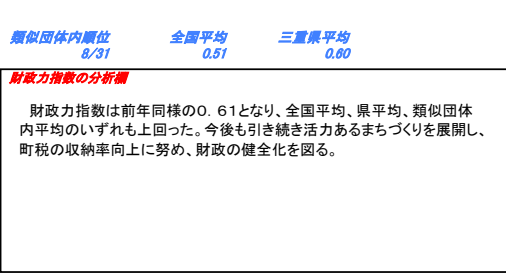 類似団体内順位 全国平均 三重県平均
8/31 0.51 0.60
財政力指数の分析欄
財政力指数は前年同様の０．６１となり、全国平均、県平均、類似団体
内平均のいずれも上回った。今後も引き続き活力あるまちづくりを展開し、
町税の収納率向上に努め、財政の健全化を図る。